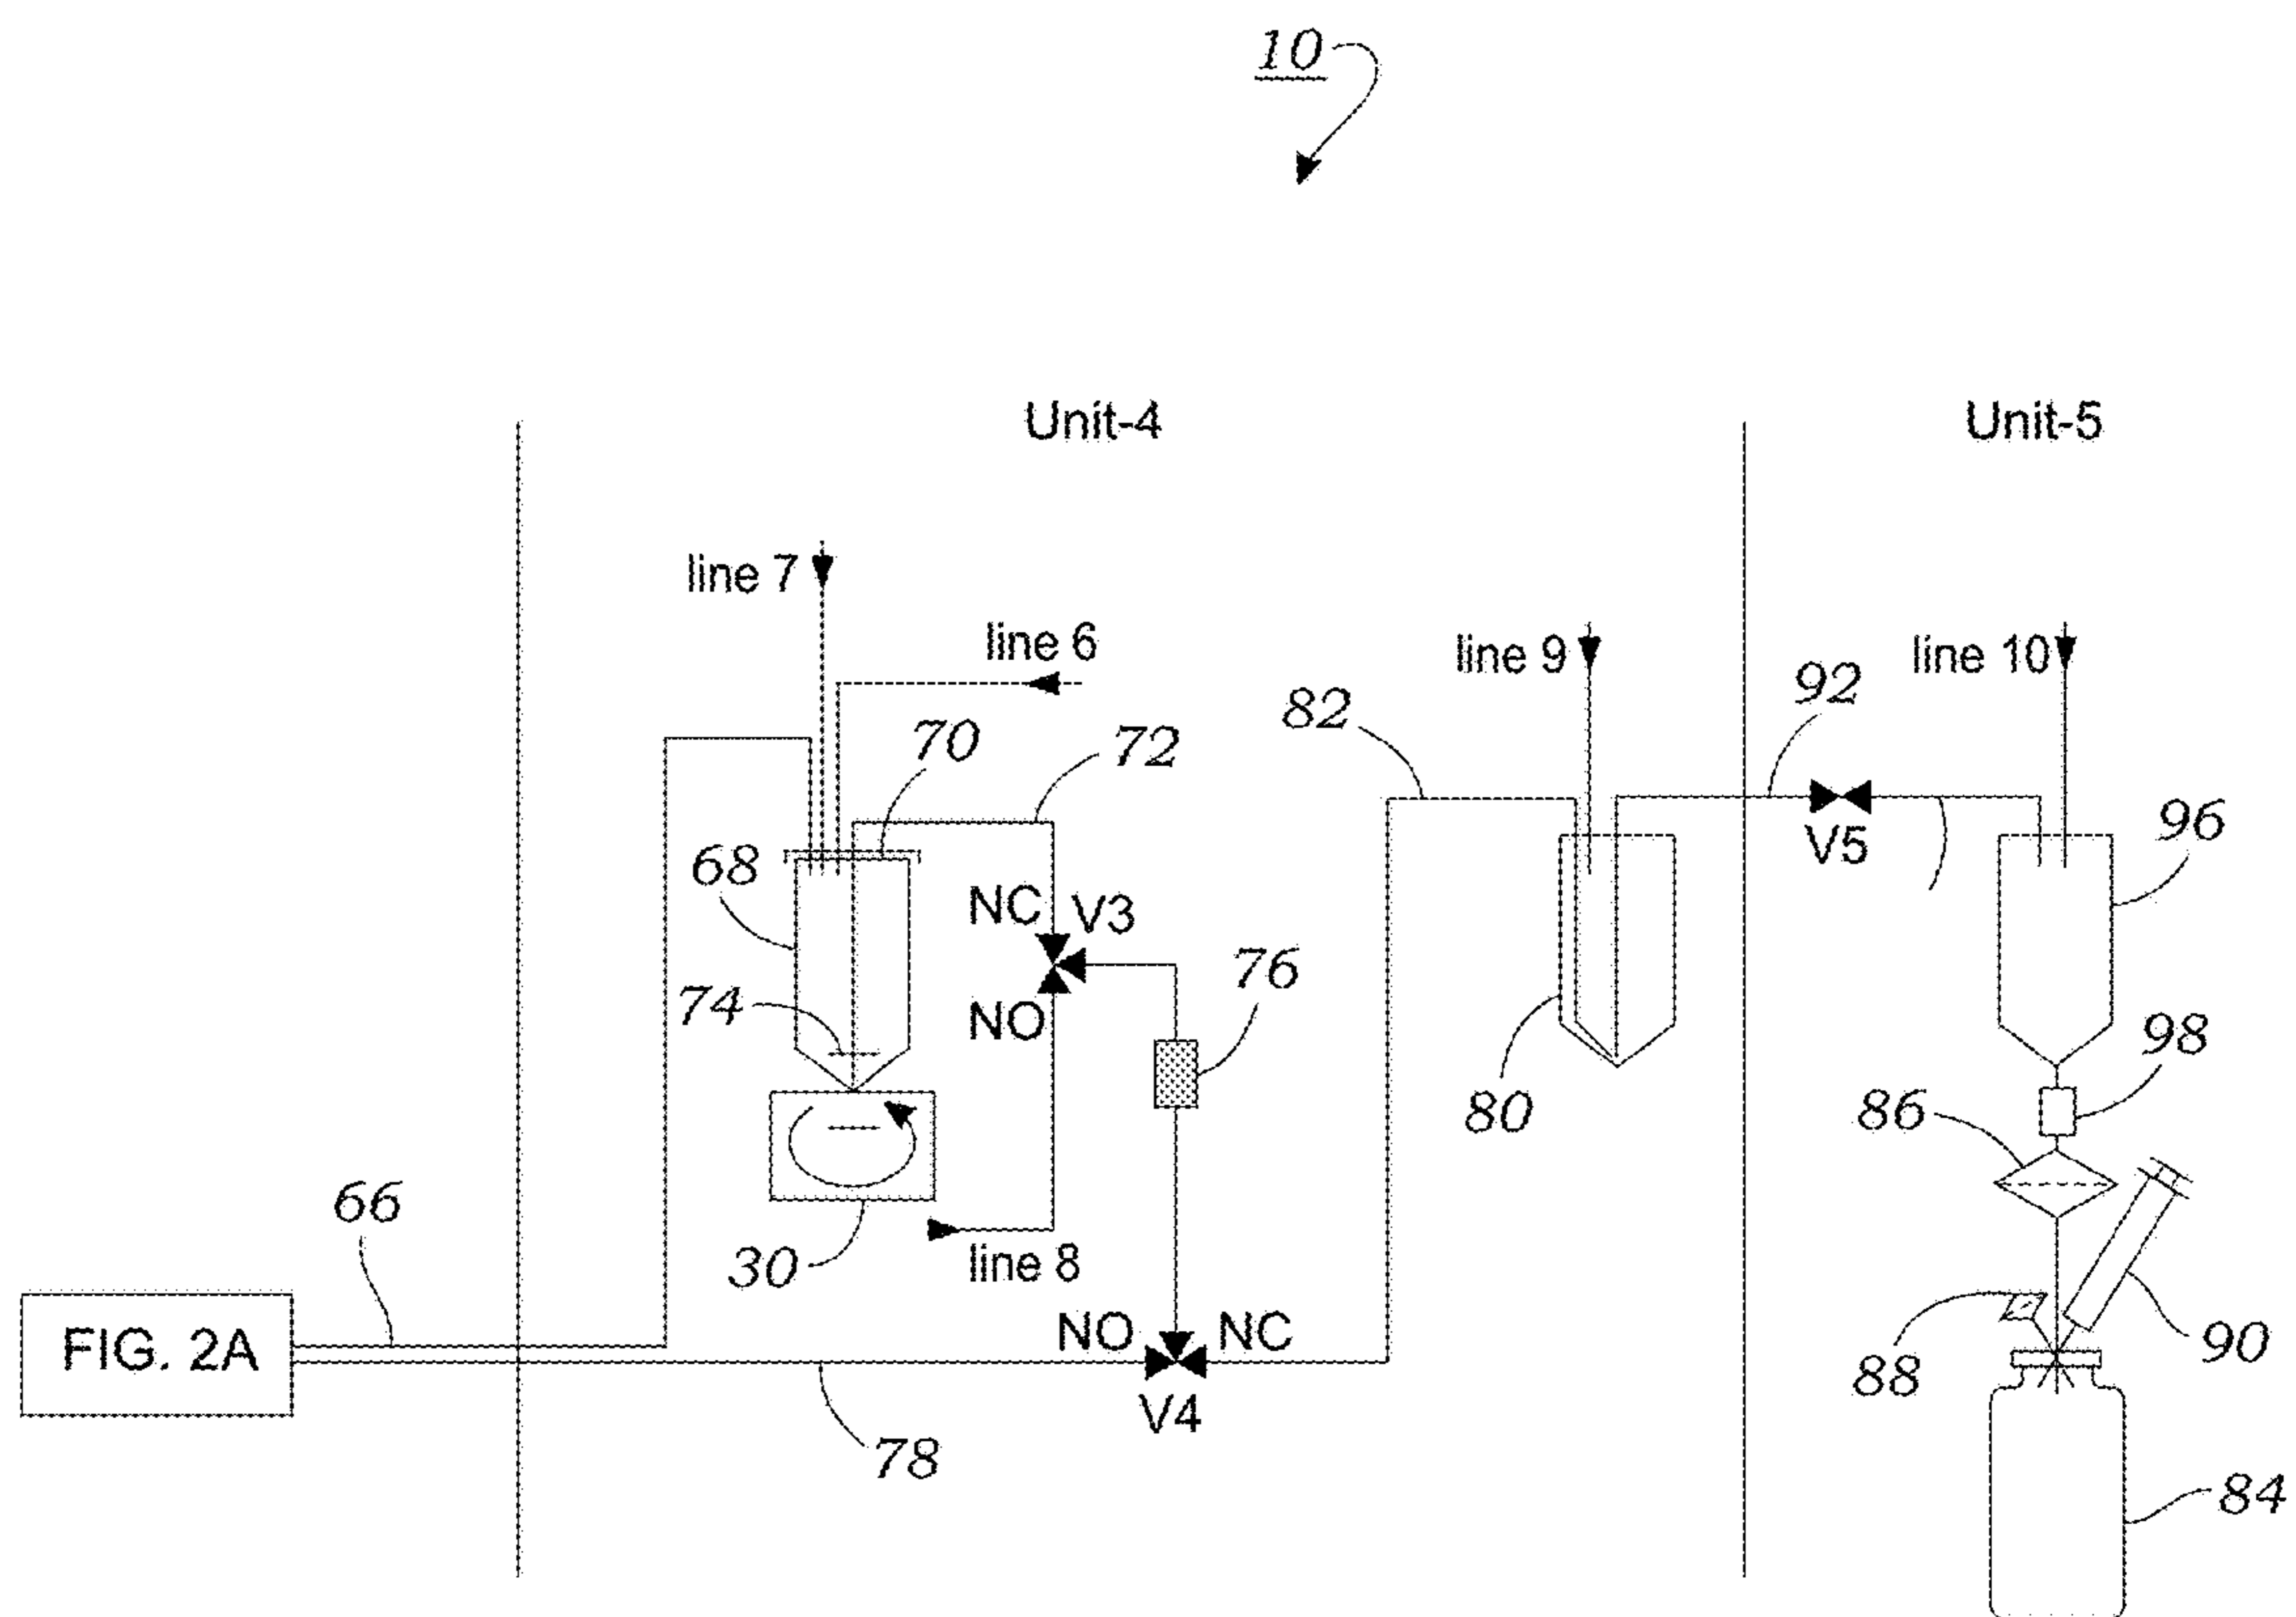 10
Unit-4
Unit-5
line 7
line 6
line 9
line 10
70
72
82
92
68
NC
V3
V5
96
74
NO
76
80
98
86
66
30
line 8
FIG. 2A
NO
NC
88
90
V4
78
84